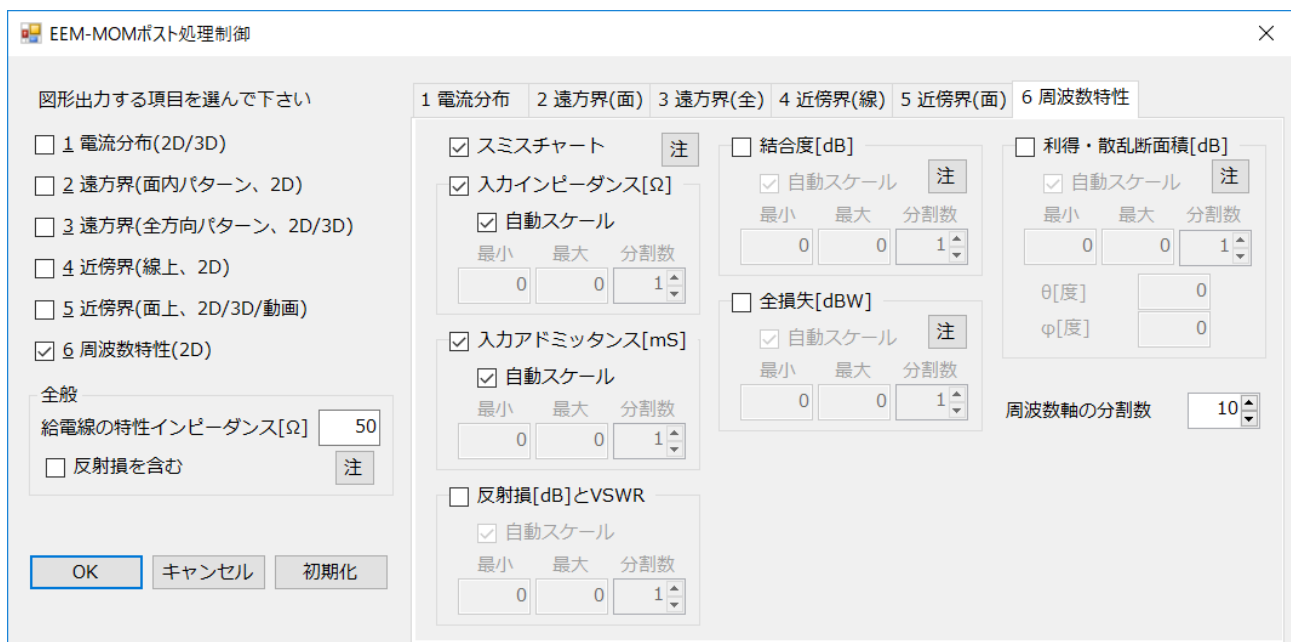 EEM-MOMポスト処理制御
図形出力する項目を選んで下さい
1 電流分布(2D/3D)
2 遠方界(面内パターン、2D)
3 遠方界(全方向パターン、2D/3D)
4 近傍界(線上、2D)
5 近傍界(面上、2D/3D/動画)
6 周波数特性(2D)
全般
給電線の特性インピーダンス[Ω] 50
反射損を含む 注
OK キャンセル 初期化
1 電流分布 2 遠方界(面) 3 遠方界(全) 4 近傍界(線) 5 近傍界(面) 6 周波数特性
スミスチャート 注
入力インピーダンス[Ω]
自動スケール
最小 最大 分割数
0 0 1
入力アドミッタンス[mS]
自動スケール
最小 最大 分割数
0 0 1
反射損[dB]とVSWR
自動スケール
最小 最大 分割数
0 0 1
結合度[dB]
自動スケール 注
最小 最大 分割数
0 0 1
全損失[dBW]
自動スケール 注
最小 最大 分割数
0 0 1
利得・散乱断面積[dB]
自動スケール 注
最小 最大 分割数
0 0 1
θ[度] 0
φ[度] 0
周波数軸の分割数 10